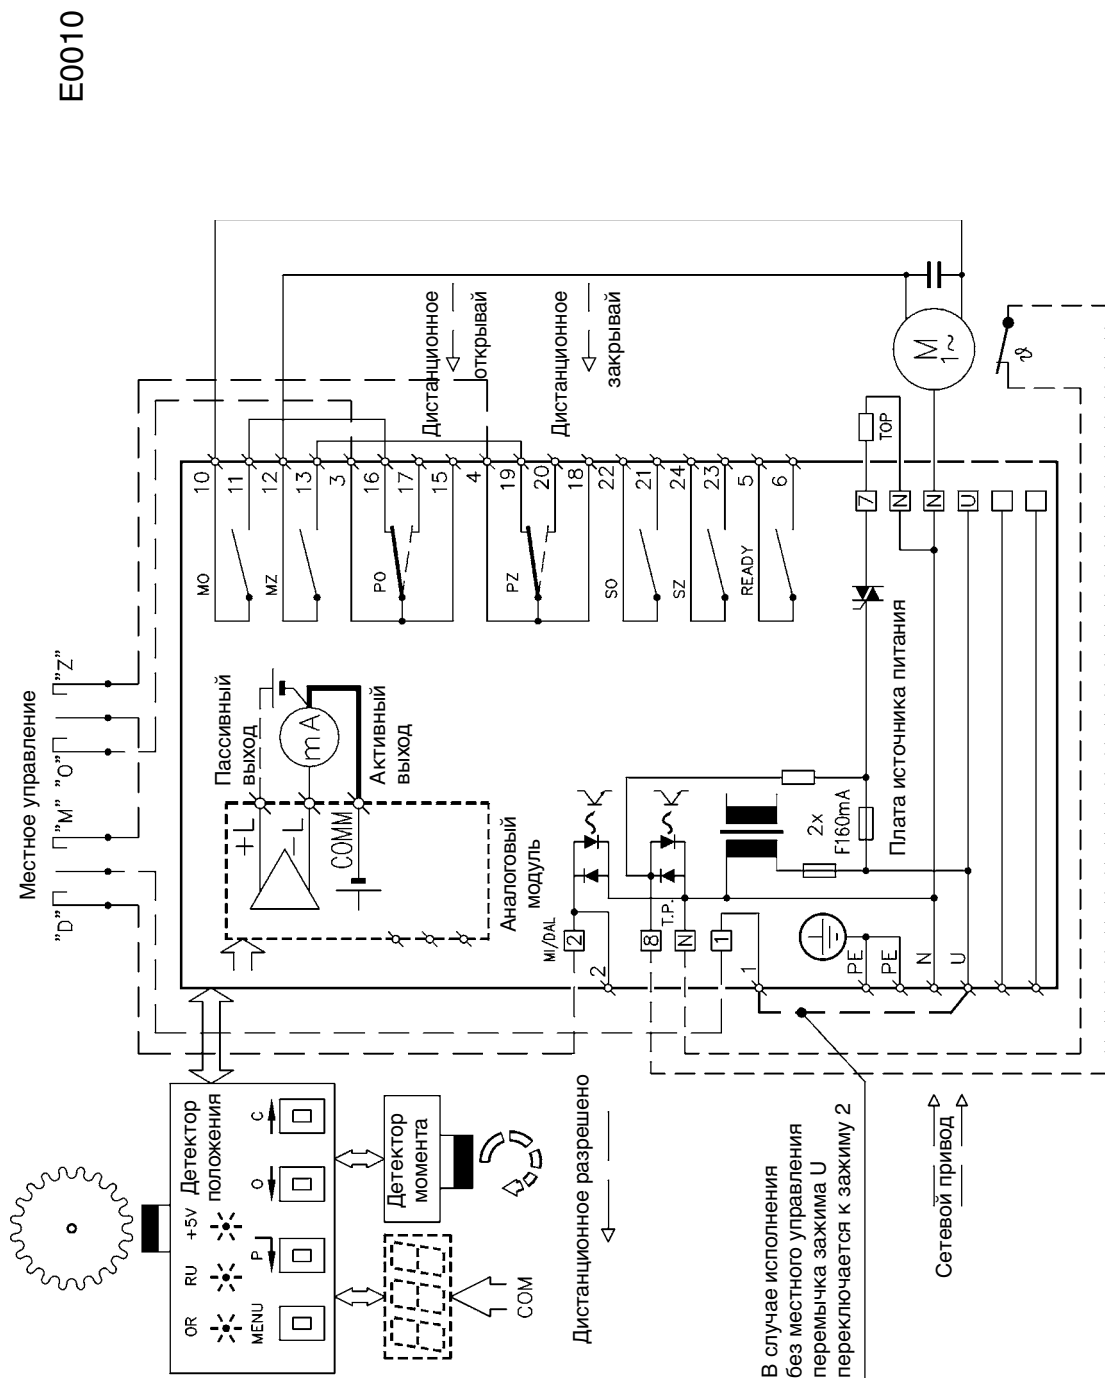 E0010
Местное управление
"D"
"M"
"O"
"Z"
Пассивный
выход
mA
Активный
выход
+L
-L
COMM
Аналоговый
модуль
MO
MZ
PO
PZ
SO
SZ
READY
10
11
12
13
3
16
17
15
4
19
20
18
22
21
24
23
5
6
Дистанционное
открывай
Дистанционное
закрывай
M
1~
ϑ
TOP
7
N
N
U
Плата источника питания
2x
F160mA
MI/DAL
2
2
8
T.P.
N
1
1
PE
PE
N
U
Детектор
положения
+5V
RU
OR
MENU
P
O
C
Детектор
момента
COM
Дистанционное разрешено
В случае исполнения
без местного управления
перемычка зажима U
переключается к зажиму 2
Сетевой привод